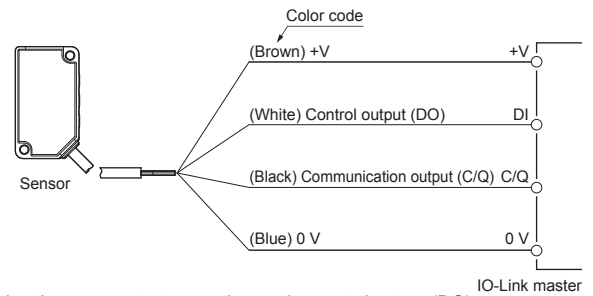 Color code
(Brown) +V +V
(White) Control output (DO) DI
(Black) Communication output (C/Q) C/Q
Sensor
(Blue) 0 V 0 V
IO-Link master